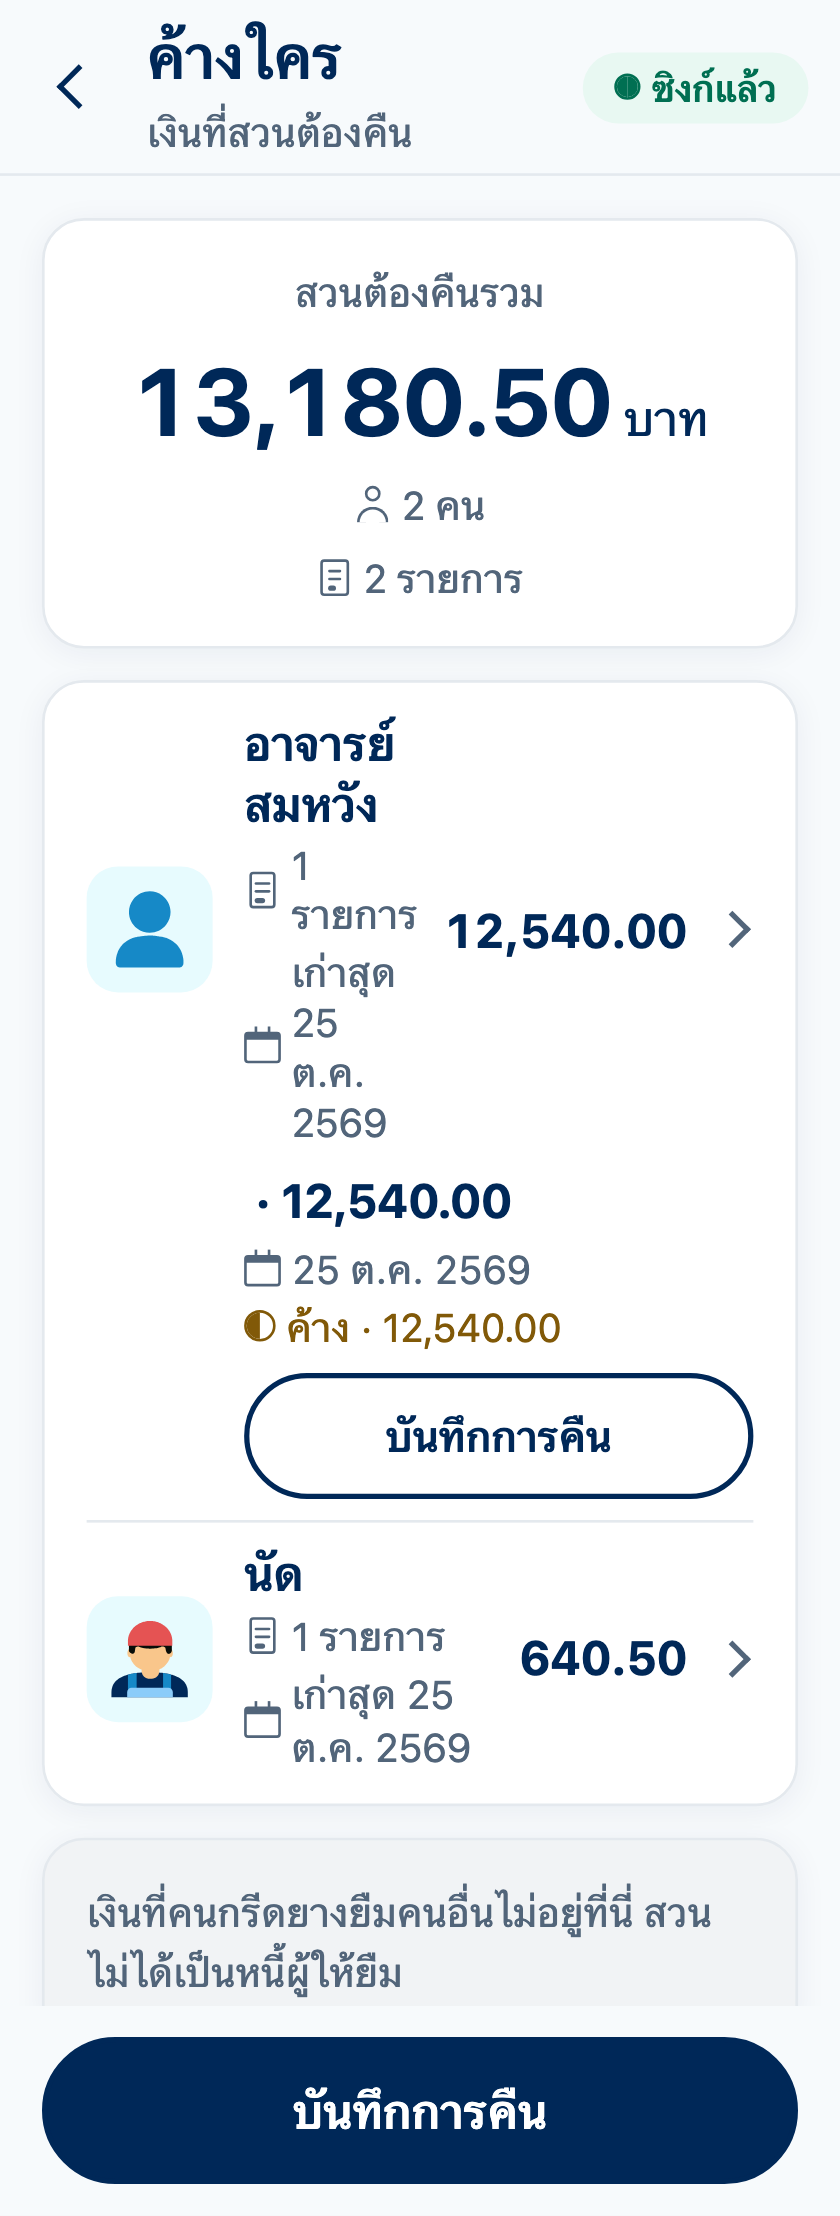 ค้างใคร
เงินที่สวนต้องคืน
ซิงก์แล้ว
สวนต้องคืนรวม
13,180.50 บาท
2 คน
2 รายการ
อาจารย์
สมหวัง
1
รายการ
เก่าสุด
25
ต.ค.
2569
12,540.00
· 12,540.00
25 ต.ค. 2569
ค้าง · 12,540.00
บันทึกการคืน
นัด
1 รายการ
เก่าสุด 25
ต.ค. 2569
640.50
เงินที่คนกรีดยางยืมคนอื่นไม่อยู่ที่นี่ สวน
ไม่ได้เป็นหนี้ผู้ให้ยืม
บันทึกการคืน